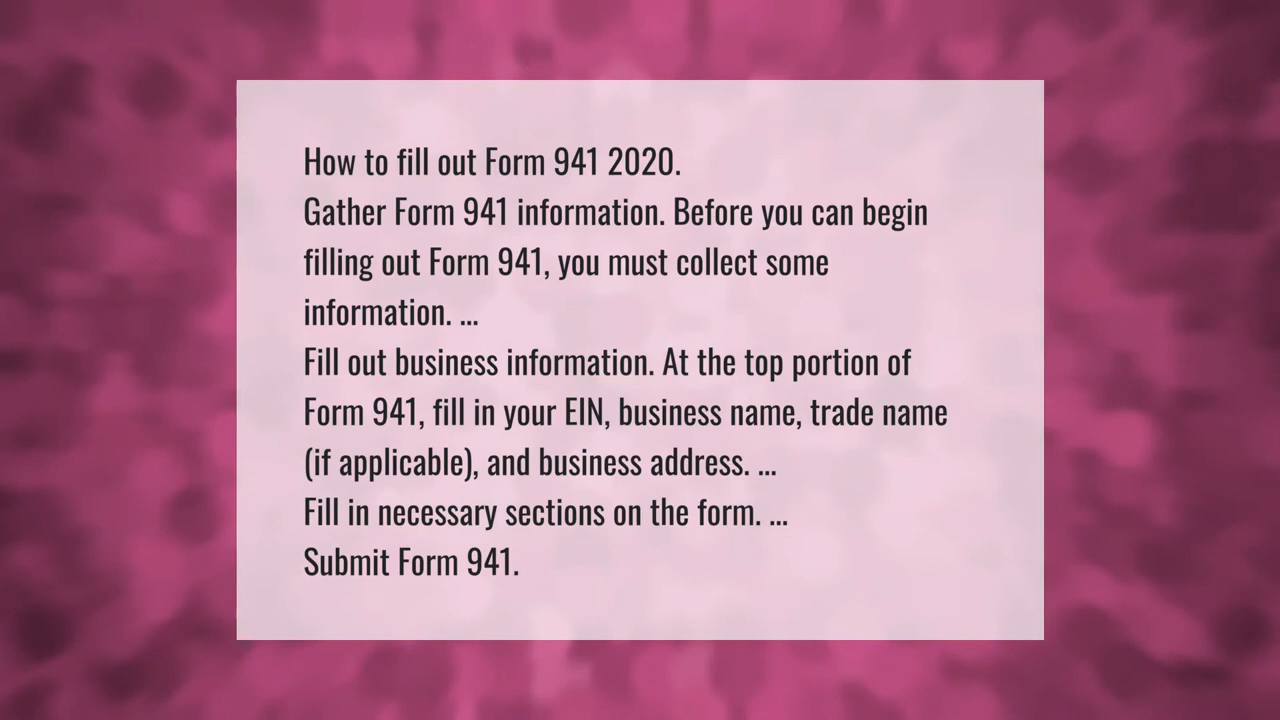 How to fill out Form 941 2020.
Gather Form 941 information. Before you can begin
filling out Form 941, you must collect some
information. ...
Fill out business information. At the top portion of
Form 941, fill in your EIN, business name, trade name
(if applicable), and business address. ...
Fill in necessary sections on the form. ...
Submit Form 941.